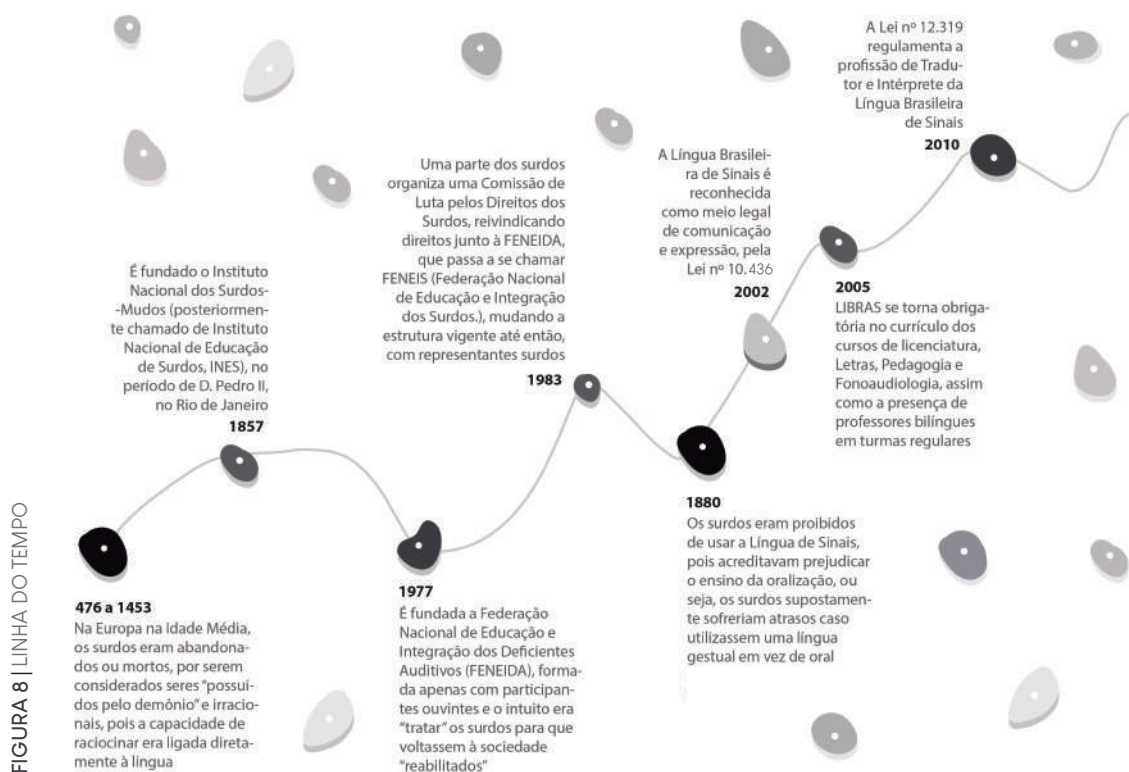 FIGURA 8 | LINHA DO TEMPO
476 a 1453
Na Europa na Idade Média,
os surdos eram abandona-
dos ou mortos, por serem
considerados seres “possuí-
dos pelo demônio” e irracio-
nais, pois a capacidade de
raciocinar era ligada direta-
mente à língua
É fundado o Instituto
Nacional dos Surdos-
-Mudos (posteriormen-
te chamado de Instituto
Nacional de Educação
de Surdos, INES), no
período de D. Pedro II,
no Rio de Janeiro
1857
1977
É fundada a Federação
Nacional de Educação e
Integração dos Deficientes
Auditivos (FENEIDA), forma-
da apenas com participan-
tes ouvintes e o intuito era
“tratar” os surdos para que
voltassem à sociedade
“reabilitados”
Uma parte dos surdos
organiza uma Comissão de
Luta pelos Direitos dos
Surdos, reivindicando
direitos junto à FENEIDA,
que passa a se chamar
FENEIS (Federação Nacional
de Educação e Integração
dos Surdos.), mudando a
estrutura vigente até então,
com representantes surdos
1983
1880
Os surdos eram proibidos
de usar a Língua de Sinais,
pois acreditavam prejudicar
o ensino da oralização, ou
seja, os surdos supostamen-
te sofreriam atrasos caso
utilizassem uma língua
gestual em vez de oral
A Língua Brasilei-
ra de Sinais é
reconhecida
como meio legal
de comunicação
e expressão, pela
Lei nº 10.436
2002
2005
LIBRAS se torna obriga-
tória no currículo dos
cursos de licenciatura,
Letras, Pedagogia e
Fonoaudiologia, assim
como a presença de
professores bilíngues
em turmas regulares
A Lei nº 12.319
regulamenta a
profissão de Tradu-
tor e Intérprete da
Língua Brasileira
de Sinais
2010